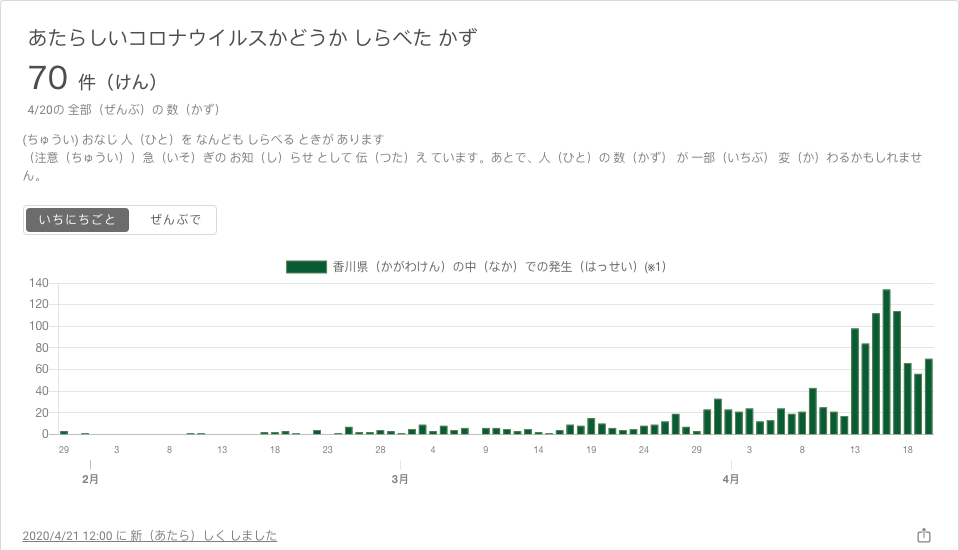 あたらしいコロナウイルスかどうか しらべた かず
70 件（けん）
4/20の 全部（ぜんぶ）の 数（かず）
(ちゅうい) おなじ 人（ひと）を なんども しらべる ときが あります
（注意（ちゅうい））急（いそ）ぎの お知（し）らせ として 伝（つた）え ています。あとで、人（ひと）の 数（かず） が 一部（いちぶ） 変（か）わるかもしれませ
ん。
いちにちごと ぜんぶで
香川県（かがわけん）の中（なか）での発生（はっせい）(※1)
140
120
100
80
60
40
20
0
29 3 8 13 18 23 28 4 9 14 19 24 29 3 8 13 18
2月 3月 4月
2020/4/21 12:00 に 新（あたら）しく しました